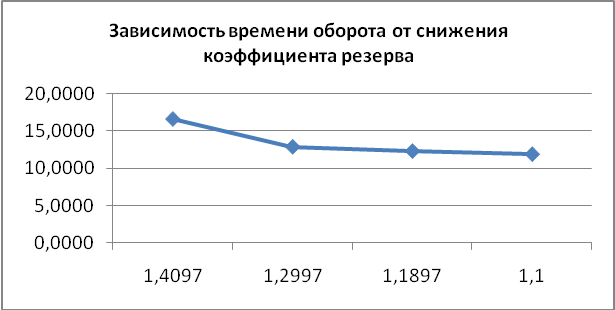 Зависимость времени оборота от снижения
коэффициента резерва
20,0000
15,0000
10,0000
5,0000
0,0000
1,4097 1,2997 1,1897 1,1